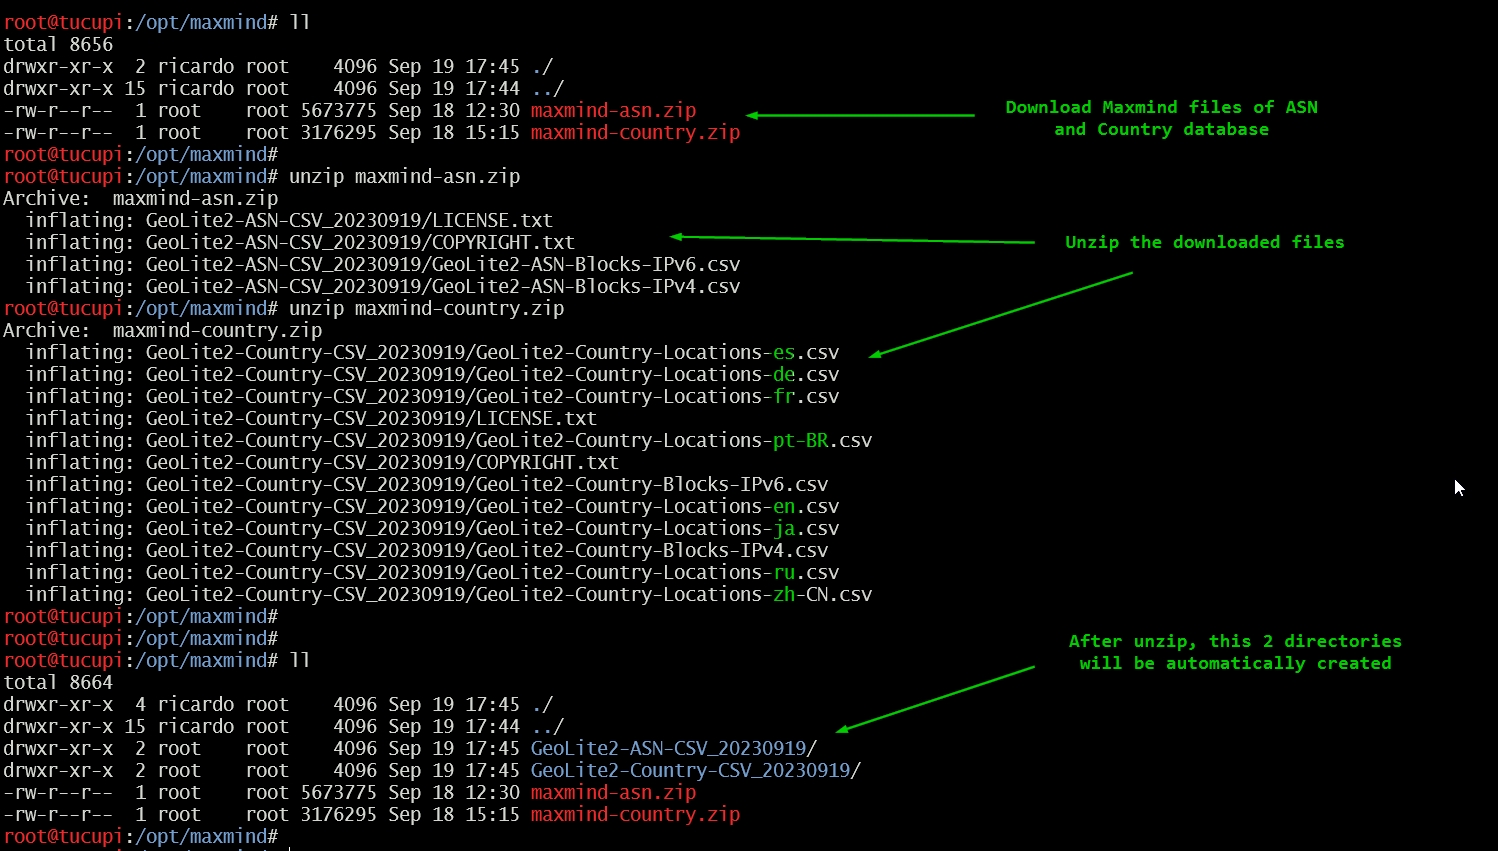 root@tucupi:/opt/maxmind# ll
total 8656
drwxr-xr-x  2 ricardo root    4096 Sep 19 17:45 ./
drwxr-xr-x 15 ricardo root    4096 Sep 19 17:44 ../
-rw-r--r--  1 root    root 5673775 Sep 18 12:30 maxmind-asn.zip
-rw-r--r--  1 root    root 3176295 Sep 18 15:15 maxmind-country.zip
Download Maxmind files of ASN
and Country database
root@tucupi:/opt/maxmind#
root@tucupi:/opt/maxmind# unzip maxmind-asn.zip
Archive:  maxmind-asn.zip
  inflating: GeoLite2-ASN-CSV_20230919/LICENSE.txt
  inflating: GeoLite2-ASN-CSV_20230919/COPYRIGHT.txt
  inflating: GeoLite2-ASN-CSV_20230919/GeoLite2-ASN-Blocks-IPv6.csv
  inflating: GeoLite2-ASN-CSV_20230919/GeoLite2-ASN-Blocks-IPv4.csv
Unzip the downloaded files
root@tucupi:/opt/maxmind# unzip maxmind-country.zip
Archive:  maxmind-country.zip
  inflating: GeoLite2-Country-CSV_20230919/GeoLite2-Country-Locations-es.csv
  inflating: GeoLite2-Country-CSV_20230919/GeoLite2-Country-Locations-de.csv
  inflating: GeoLite2-Country-CSV_20230919/GeoLite2-Country-Locations-fr.csv
  inflating: GeoLite2-Country-CSV_20230919/LICENSE.txt
  inflating: GeoLite2-Country-CSV_20230919/GeoLite2-Country-Locations-pt-BR.csv
  inflating: GeoLite2-Country-CSV_20230919/COPYRIGHT.txt
  inflating: GeoLite2-Country-CSV_20230919/GeoLite2-Country-Blocks-IPv6.csv
  inflating: GeoLite2-Country-CSV_20230919/GeoLite2-Country-Locations-en.csv
  inflating: GeoLite2-Country-CSV_20230919/GeoLite2-Country-Locations-ja.csv
  inflating: GeoLite2-Country-CSV_20230919/GeoLite2-Country-Blocks-IPv4.csv
  inflating: GeoLite2-Country-CSV_20230919/GeoLite2-Country-Locations-ru.csv
  inflating: GeoLite2-Country-CSV_20230919/GeoLite2-Country-Locations-zh-CN.csv
root@tucupi:/opt/maxmind#
root@tucupi:/opt/maxmind#
root@tucupi:/opt/maxmind# ll
total 8664
drwxr-xr-x  4 ricardo root    4096 Sep 19 17:45 ./
drwxr-xr-x 15 ricardo root    4096 Sep 19 17:44 ../
drwxr-xr-x  2 root    root    4096 Sep 19 17:45 GeoLite2-ASN-CSV_20230919/
drwxr-xr-x  2 root    root    4096 Sep 19 17:45 GeoLite2-Country-CSV_20230919/
-rw-r--r--  1 root    root 5673775 Sep 18 12:30 maxmind-asn.zip
-rw-r--r--  1 root    root 3176295 Sep 18 15:15 maxmind-country.zip
After unzip, this 2 directories
will be automatically created
root@tucupi:/opt/maxmind#